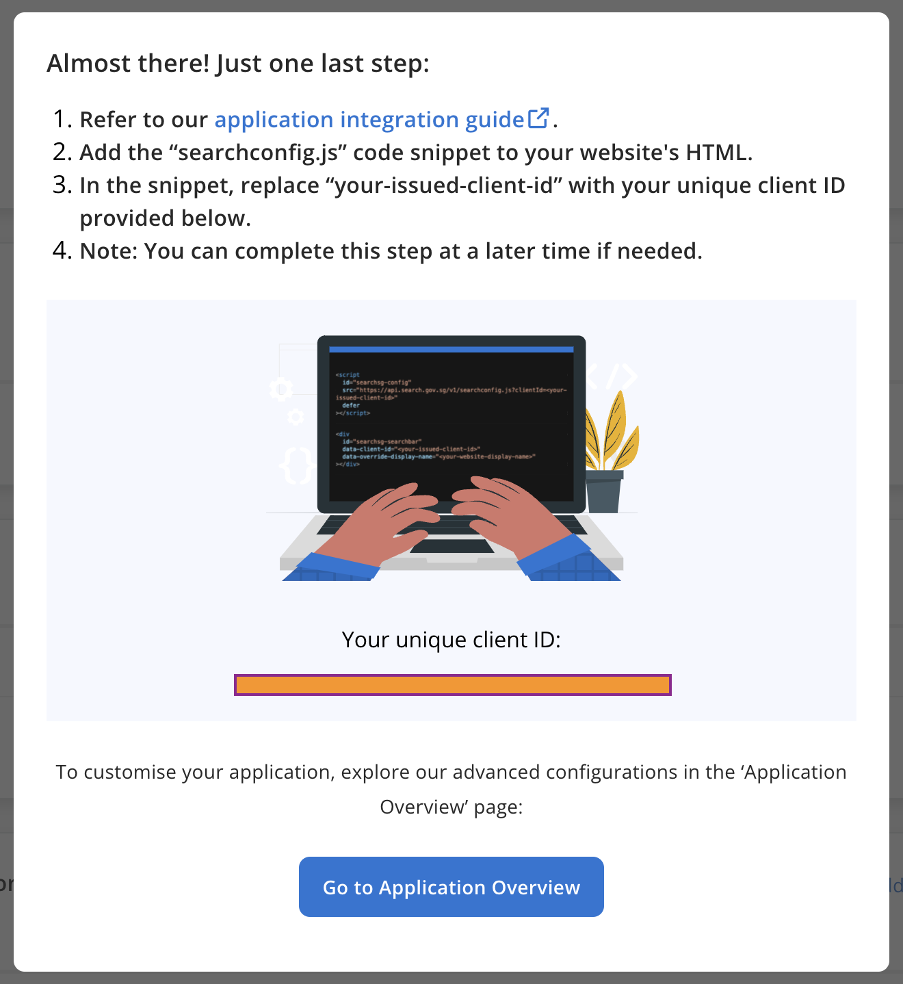 Almost there! Just one last step:
1. Refer to our application integration guide.
2. Add the “searchconfig.js” code snippet to your website's HTML.
3. In the snippet, replace “your-issued-client-id” with your unique client ID
provided below.
4. Note: You can complete this step at a later time if needed.
<script
id="searchsg-config"
src="https://api.search.gov.sg/v1/searchconfig.js?clientId=<your-
issued-client-id>"
defer
></script>
<div
id="searchsg-searchbar"
data-client-id="<your-issued-client-id>"
data-override-display-name="<your-website-display-name>"
></div>
</>
{}
Your unique client ID:
To customise your application, explore our advanced configurations in the ‘Application
Overview’ page:
Go to Application Overview